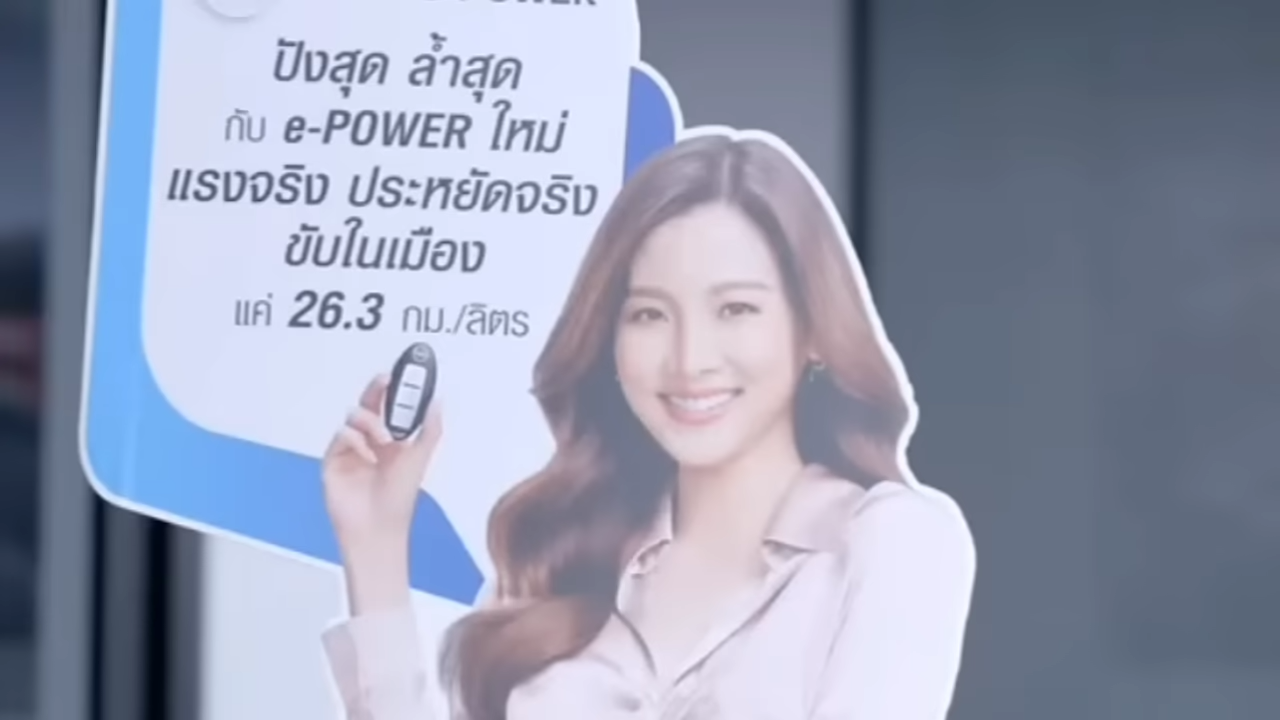 ปังสุด ล้ำสุด
กับ e-POWER ใหม่
แรงจริง ประหยัดจริง
ขับในเมือง
แค่ 26.3 กม./ลิตร